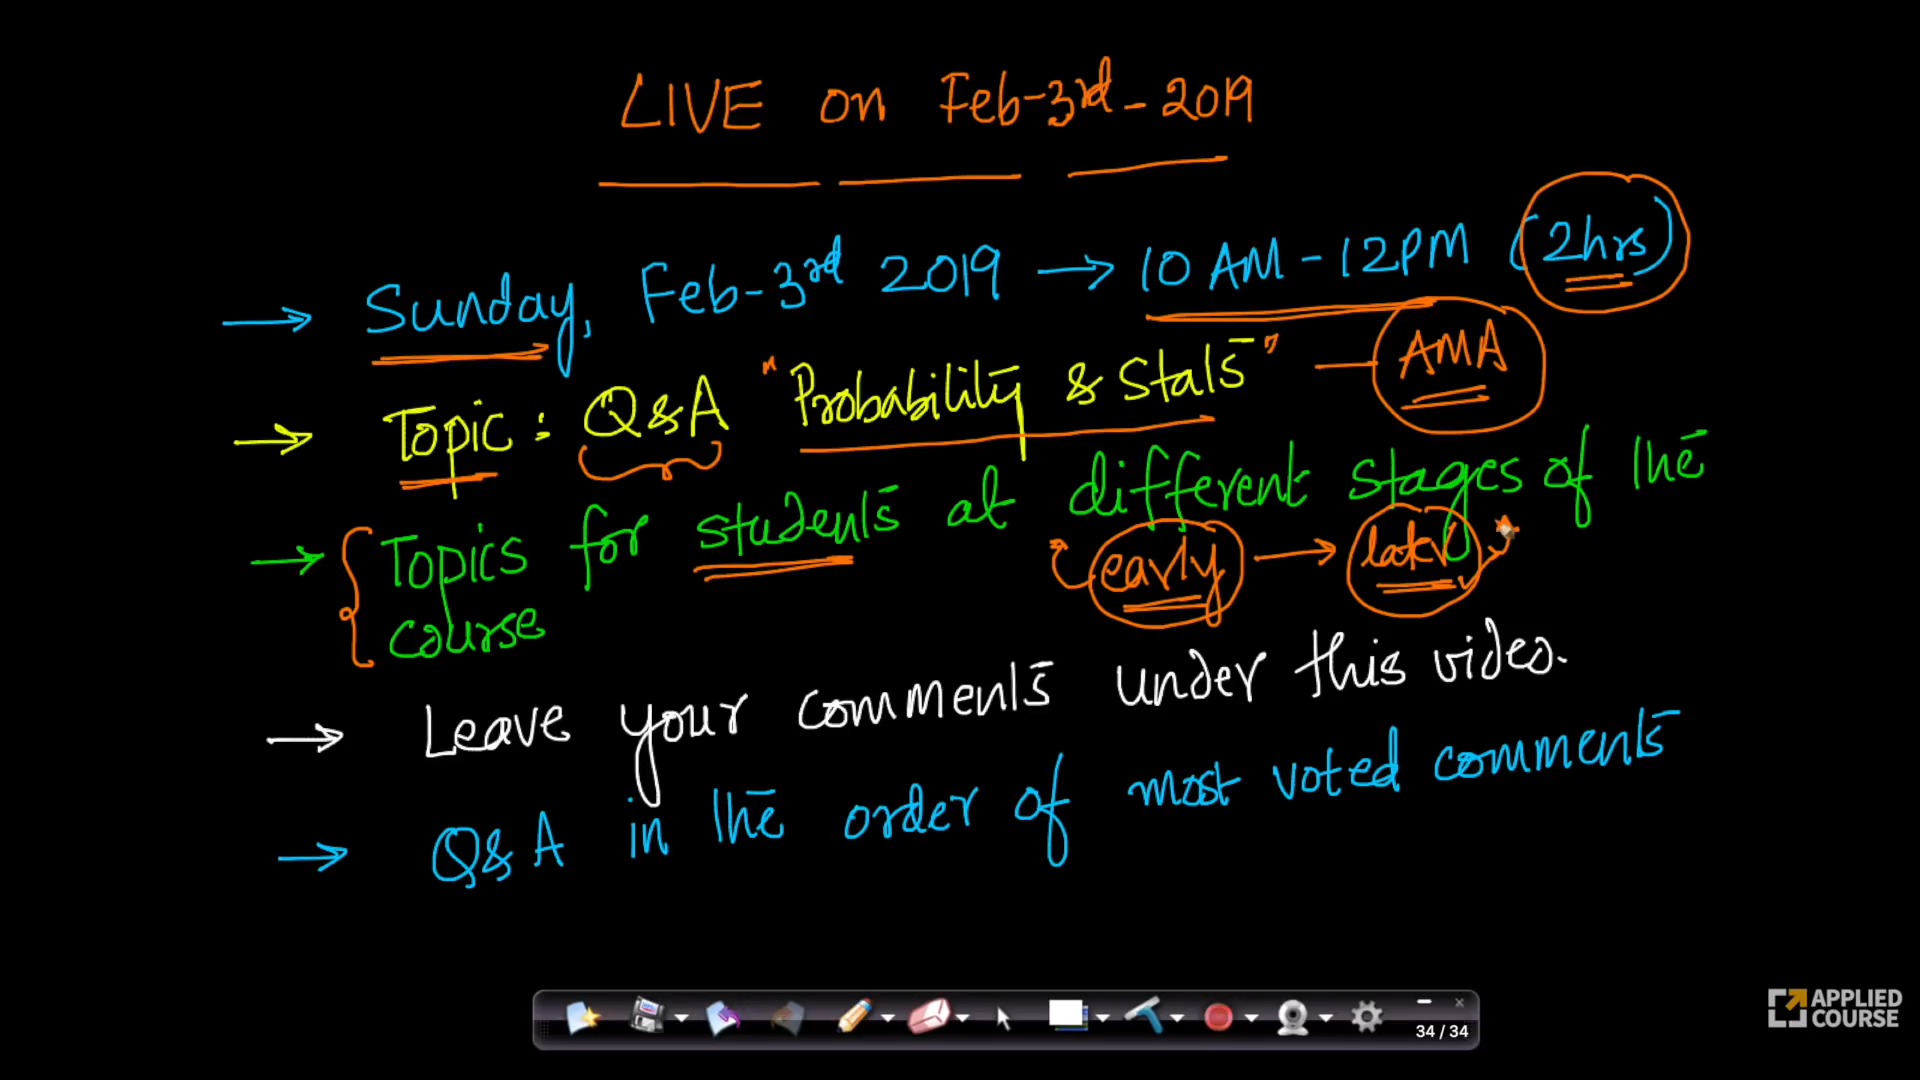 LIVE on Feb-3rd-2019
→ Sunday, Feb-3rd 2019 → 10 AM - 12PM (2hrs)
→ Topic: Q&A "Probability & Stats" — AMA
→ Topics for students at different stages of the
early → later
course
→ Leave your comments under this video.
→ Q&A in the order of most voted comments
34 / 34
APPLIED
COURSE